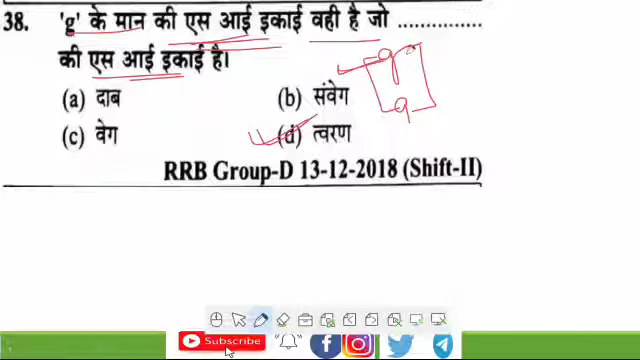 38. 'g' के मान की एस आई इकाई वही है जो ..............
की एस आई इकाई है।
(a) दाब
(b) संवेग
(c) वेग
(d) त्वरण
RRB Group-D 13-12-2018 (Shift-II)
Subscribe